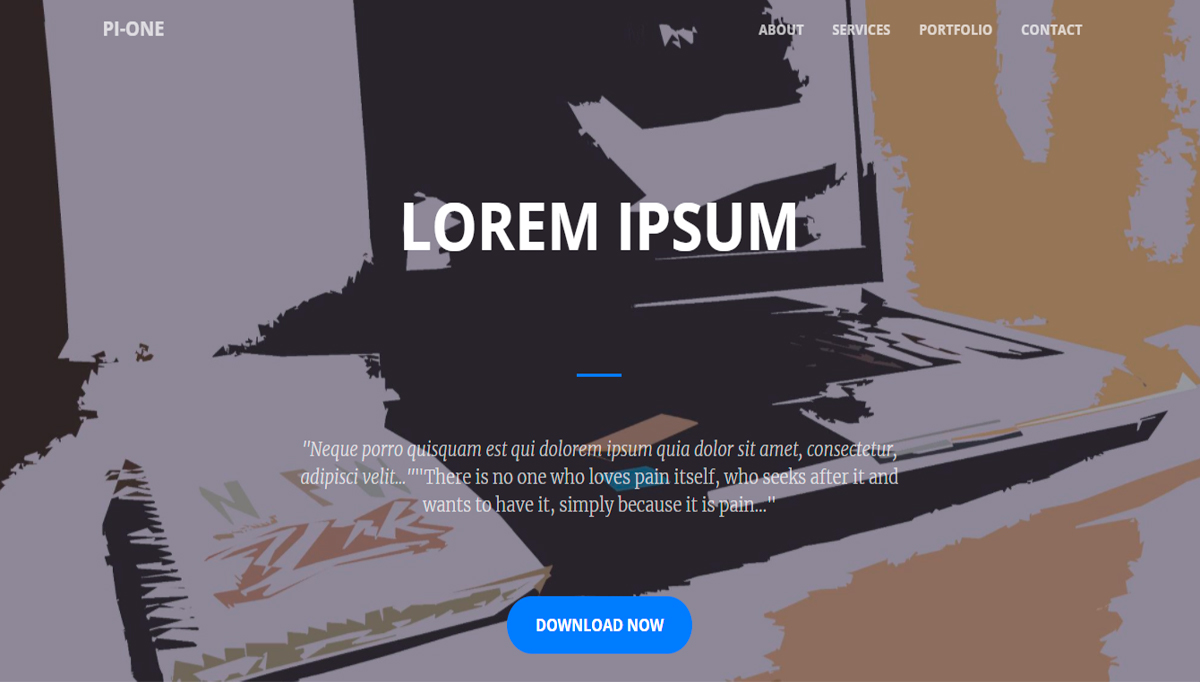 PI-ONE
ABOUT SERVICES PORTFOLIO CONTACT
LOREM IPSUM
"Neque porro quisquam est qui dolorem ipsum quia dolor sit amet, consectetur,
adipisci velit...""There is no one who loves pain itself, who seeks after it and
wants to have it, simply because it is pain..."
DOWNLOAD NOW